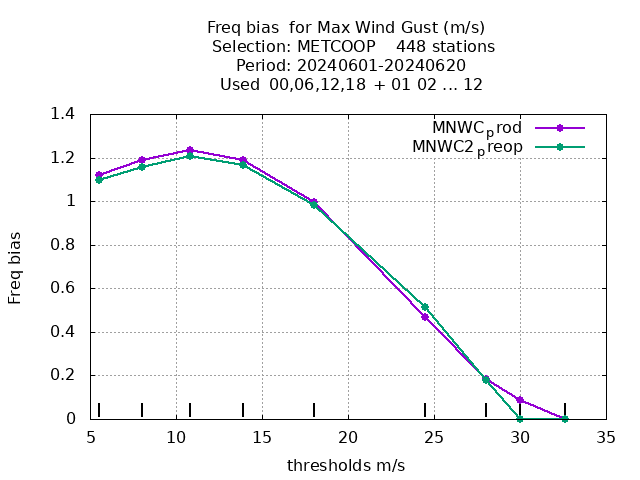 Freq bias  for Max Wind Gust (m/s)
Selection: METCOOP    448 stations
Period: 20240601-20240620
Used  00,06,12,18  + 01 02 ... 12
MNWC_prod
MNWC2_preop
1.4
1.2
1
0.8
0.6
0.4
0.2
0
Freq bias
5 10 15 20 25 30 35
thresholds m/s